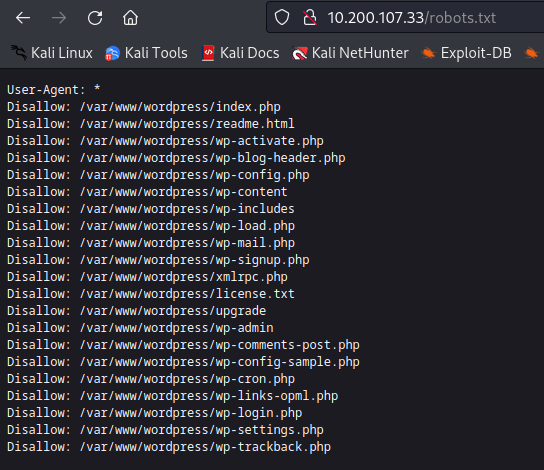 10.200.107.33/robots.txt
Kali Linux Kali Tools Kali Docs Kali NetHunter Exploit-DB
User-Agent: *
Disallow: /var/www/wordpress/index.php
Disallow: /var/www/wordpress/readme.html
Disallow: /var/www/wordpress/wp-activate.php
Disallow: /var/www/wordpress/wp-blog-header.php
Disallow: /var/www/wordpress/wp-config.php
Disallow: /var/www/wordpress/wp-content
Disallow: /var/www/wordpress/wp-includes
Disallow: /var/www/wordpress/wp-load.php
Disallow: /var/www/wordpress/wp-mail.php
Disallow: /var/www/wordpress/wp-signup.php
Disallow: /var/www/wordpress/xmlrpc.php
Disallow: /var/www/wordpress/license.txt
Disallow: /var/www/wordpress/upgrade
Disallow: /var/www/wordpress/wp-admin
Disallow: /var/www/wordpress/wp-comments-post.php
Disallow: /var/www/wordpress/wp-config-sample.php
Disallow: /var/www/wordpress/wp-cron.php
Disallow: /var/www/wordpress/wp-links-opml.php
Disallow: /var/www/wordpress/wp-login.php
Disallow: /var/www/wordpress/wp-settings.php
Disallow: /var/www/wordpress/wp-trackback.php